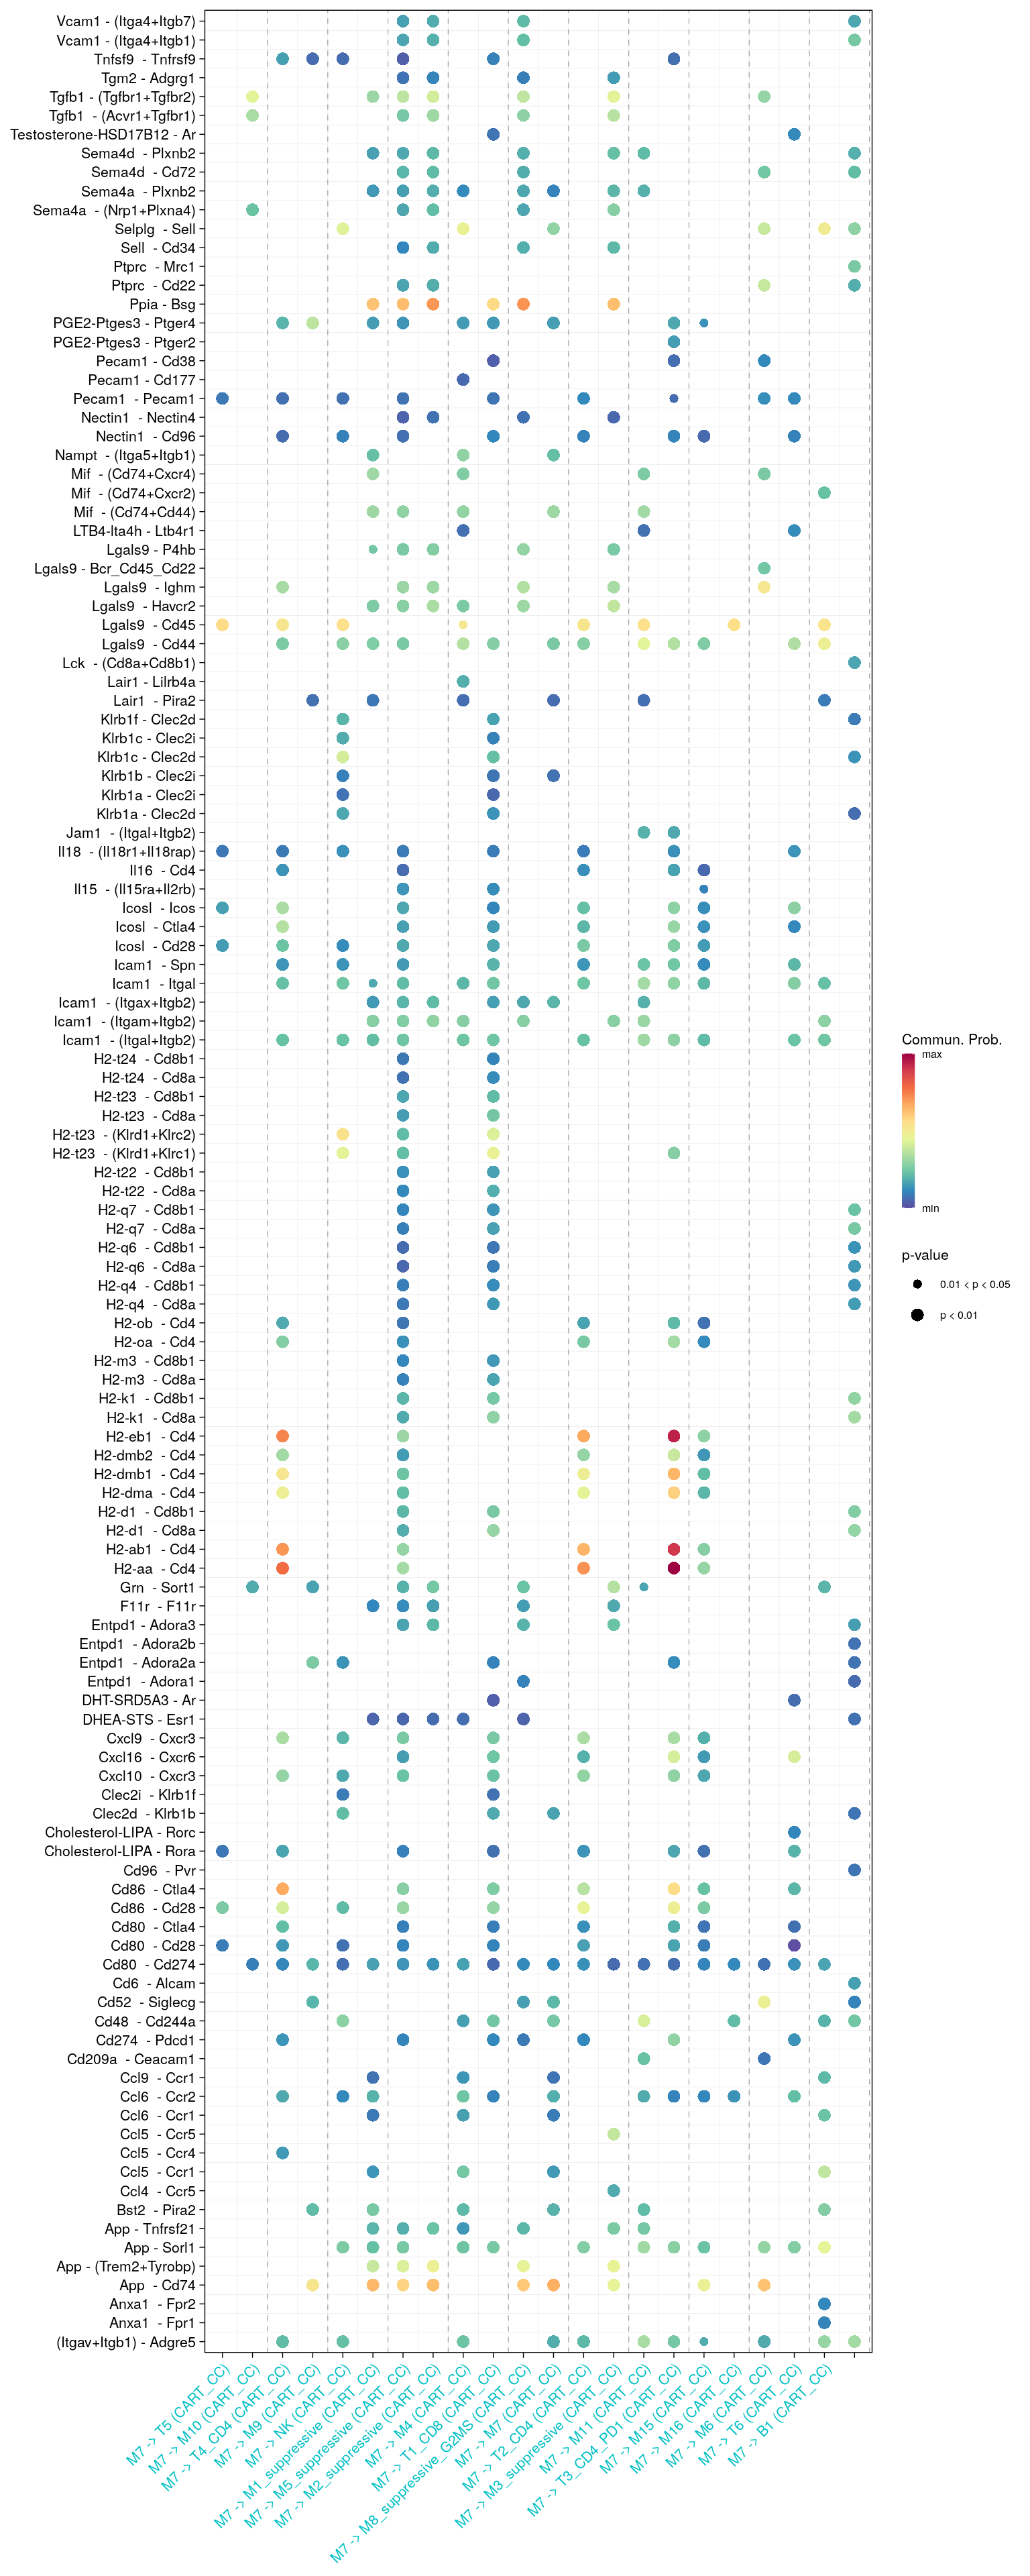 Vcam1 - (Itga4+Itgb7)
Vcam1 - (Itga4+Itgb1)
Tnfsf9 - Tnfrsf9
Tgm2 - Adgrg1
Tgfb1 - (Tgfbr1+Tgfbr2)
Tgfb1 - (Acvr1+Tgfbr1)
Testosterone-HSD17B12 - Ar
Sema4d - Plxnb2
Sema4d - Cd72
Sema4a - Plxnb2
Sema4a - (Nrp1+Plxna4)
Selplg - Sell
Sell - Cd34
Ptprc - Mrc1
Ptprc - Cd22
Ppia - Bsg
PGE2-Ptges3 - Ptger4
PGE2-Ptges3 - Ptger2
Pecam1 - Cd38
Pecam1 - Cd177
Pecam1 - Pecam1
Nectin1 - Nectin4
Nectin1 - Cd96
Nampt - (Itga5+Itgb1)
Mif - (Cd74+Cxcr4)
Mif - (Cd74+Cxcr2)
Mif - (Cd74+Cd44)
LTB4-lta4h - Ltb4r1
Lgals9 - P4hb
Lgals9 - Bcr_Cd45_Cd22
Lgals9 - Ighm
Lgals9 - Havcr2
Lgals9 - Cd45
Lgals9 - Cd44
Lck - (Cd8a+Cd8b1)
Lair1 - Lilrb4a
Lair1 - Pira2
Klrb1f - Clec2d
Klrb1c - Clec2i
Klrb1c - Clec2d
Klrb1b - Clec2i
Klrb1a - Clec2i
Klrb1a - Clec2d
Jam1 - (Itgal+Itgb2)
Il18 - (Il18r1+Il18rap)
Il16 - Cd4
Il15 - (Il15ra+Il2rb)
Icosl - Icos
Icosl - Ctla4
Icosl - Cd28
Icam1 - Spn
Icam1 - Itgal
Icam1 - (Itgax+Itgb2)
Icam1 - (Itgam+Itgb2)
Icam1 - (Itgal+Itgb2)
H2-t24 - Cd8b1
H2-t24 - Cd8a
H2-t23 - Cd8b1
H2-t23 - Cd8a
H2-t23 - (Klrd1+Klrc2)
H2-t23 - (Klrd1+Klrc1)
H2-t22 - Cd8b1
H2-t22 - Cd8a
H2-q7 - Cd8b1
H2-q7 - Cd8a
H2-q6 - Cd8b1
H2-q6 - Cd8a
H2-q4 - Cd8b1
H2-q4 - Cd8a
H2-ob - Cd4
H2-oa - Cd4
H2-m3 - Cd8b1
H2-m3 - Cd8a
H2-k1 - Cd8b1
H2-k1 - Cd8a
H2-eb1 - Cd4
H2-dmb2 - Cd4
H2-dmb1 - Cd4
H2-dma - Cd4
H2-d1 - Cd8b1
H2-d1 - Cd8a
H2-ab1 - Cd4
H2-aa - Cd4
Grn - Sort1
F11r - F11r
Entpd1 - Adora3
Entpd1 - Adora2b
Entpd1 - Adora2a
Entpd1 - Adora1
DHT-SRD5A3 - Ar
DHEA-STS - Esr1
Cxcl9 - Cxcr3
Cxcl16 - Cxcr6
Cxcl10 - Cxcr3
Clec2i - Klrb1f
Clec2d - Klrb1b
Cholesterol-LIPA - Rorc
Cholesterol-LIPA - Rora
Cd96 - Pvr
Cd86 - Ctla4
Cd86 - Cd28
Cd80 - Ctla4
Cd80 - Cd28
Cd80 - Cd274
Cd6 - Alcam
Cd52 - Siglecg
Cd48 - Cd244a
Cd274 - Pdcd1
Cd209a - Ceacam1
Ccl9 - Ccr1
Ccl6 - Ccr2
Ccl6 - Ccr1
Ccl5 - Ccr5
Ccl5 - Ccr4
Ccl5 - Ccr1
Ccl4 - Ccr5
Bst2 - Pira2
App - Tnfrsf21
App - Sorl1
App - (Trem2+Tyrobp)
App - Cd74
Anxa1 - Fpr2
Anxa1 - Fpr1
(Itgav+Itgb1) - Adgre5
M7 -> T5 (CART_CC)
M7 -> M10 (CART_CC)
M7 -> T4_CD4 (CART_CC)
M7 -> M9 (CART_CC)
M7 -> NK (CART_CC)
M7 -> M1_suppressive (CART_CC)
M7 -> M5_suppressive (CART_CC)
M7 -> M2_suppressive (CART_CC)
M7 -> M4 (CART_CC)
M7 -> T1_CD8 (CART_CC)
M7 -> M8_suppressive_G2MS (CART_CC)
M7 -> M7 (CART_CC)
M7 -> T2_CD4 (CART_CC)
M7 -> M3_suppressive (CART_CC)
M7 -> M11 (CART_CC)
M7 -> T3_CD4_PD1 (CART_CC)
M7 -> M15 (CART_CC)
M7 -> M16 (CART_CC)
M7 -> M6 (CART_CC)
M7 -> T6 (CART_CC)
M7 -> B1 (CART_CC)
Commun. Prob.
max
min
p-value
0.01 < p < 0.05
p < 0.01